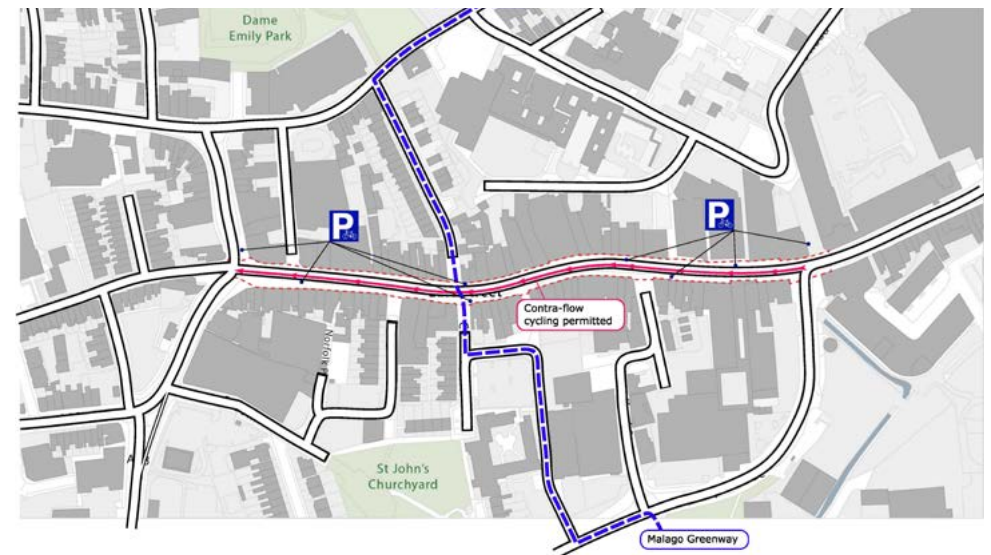 Dame
Emily Park
P
P
Contra-flow
cycling permitted
Norfolk
St John's
Churchyard
Malago Greenway